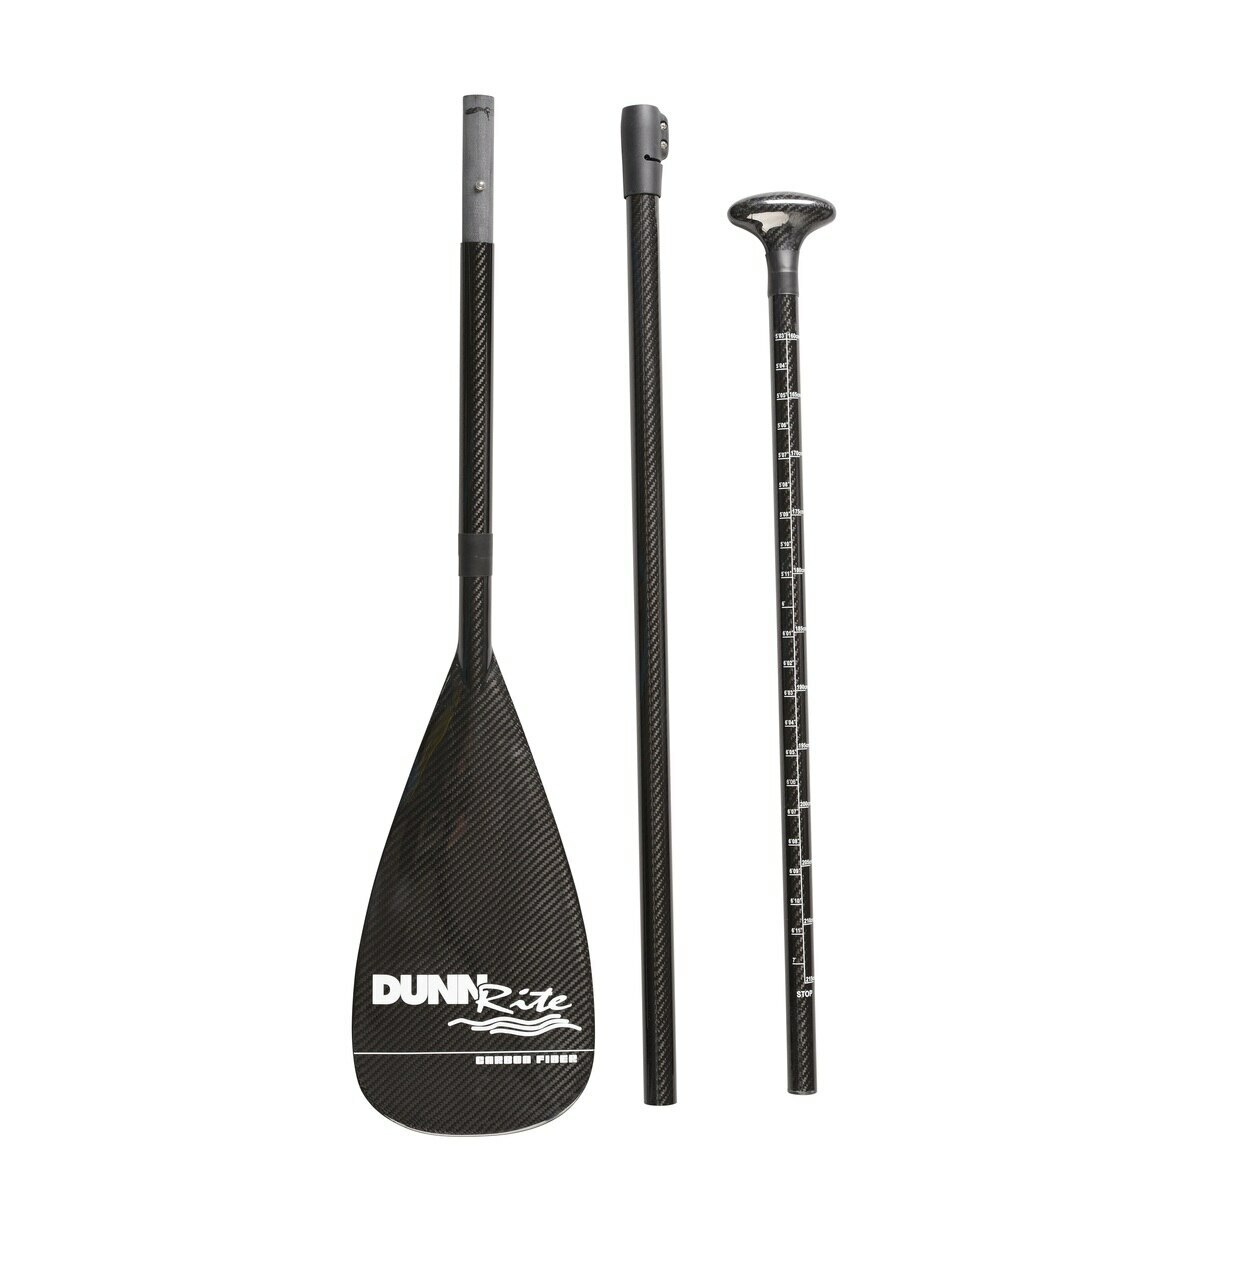 DUNN Rite
CARBON FIBER
5'03" 160cm
5'04"
5'05" 165cm
5'06"
5'07" 170cm
5'08"
5'09" 175cm
5'10"
5'11" 180cm
6'
6'01" 185cm
6'02"
6'03" 190cm
6'04"
6'05" 195cm
6'06"
6'07" 200cm
6'08"
6'09" 205cm
6'10"
6'11" 210
7'
215
STOP